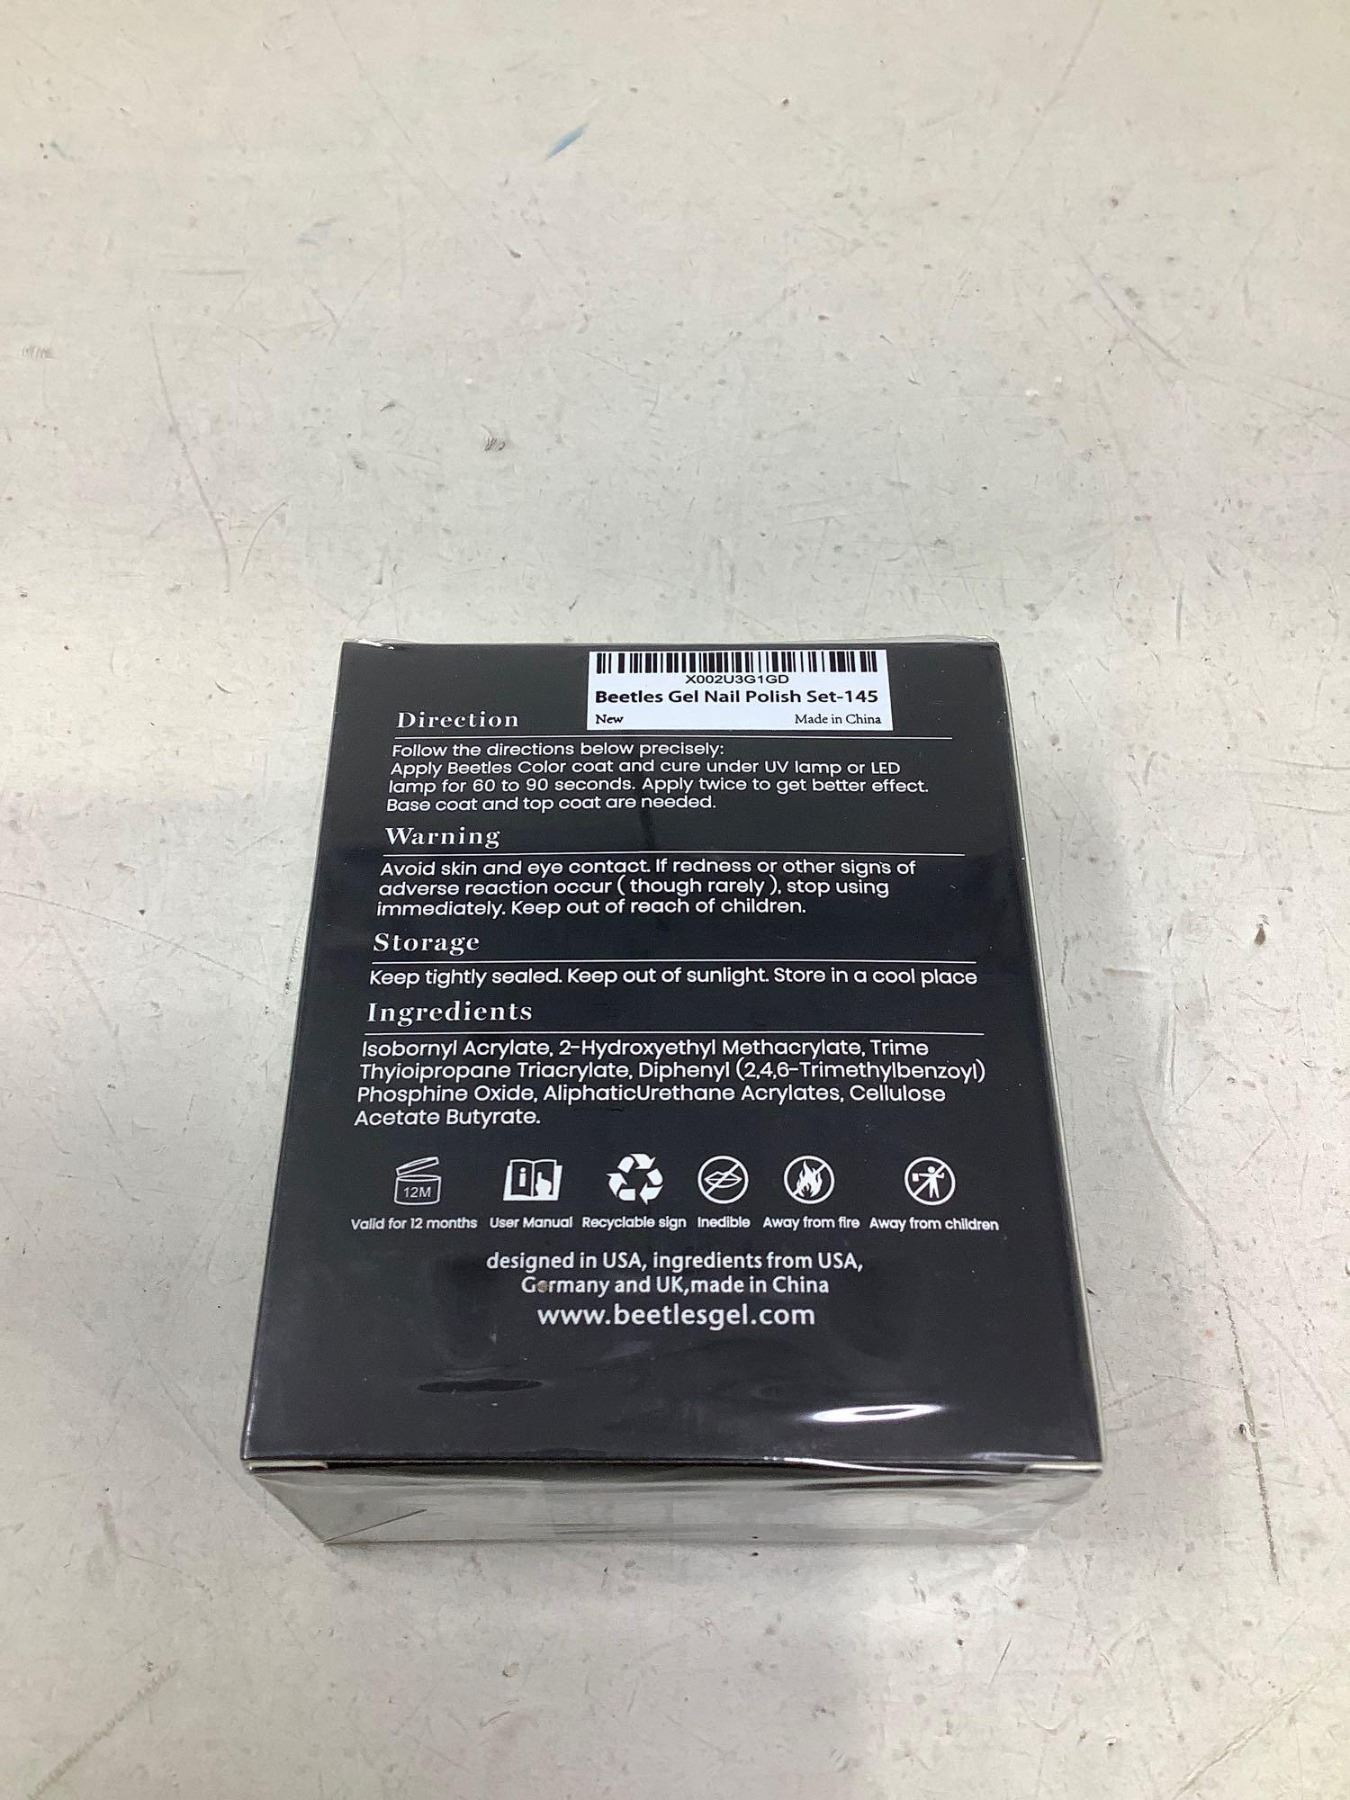 X002U3G1GD
Beetles Gel Nail Polish Set-145
New Made in China
Direction
Follow the directions below precisely:
Apply Beetles Color coat and cure under UV lamp or LED
lamp for 60 to 90 seconds. Apply twice to get better effect.
Base coat and top coat are needed.
Warning
Avoid skin and eye contact. If redness or other signs of
adverse reaction occur ( though rarely ), stop using
immediately. Keep out of reach of children.
Storage
Keep tightly sealed. Keep out of sunlight. Store in a cool place
Ingredients
Isobornyl Acrylate, 2-Hydroxyethyl Methacrylate, Trime
Thyioipropane Triacrylate, Diphenyl (2,4,6-Trimethylbenzoyl)
Phosphine Oxide, AliphaticUrethane Acrylates, Cellulose
Acetate Butyrate.
12M
Valid for 12 months User Manual Recyclable sign Inedible Away from fire Away from children
designed in USA, ingredients from USA,
Germany and UK,made in China
www.beetlesgel.com